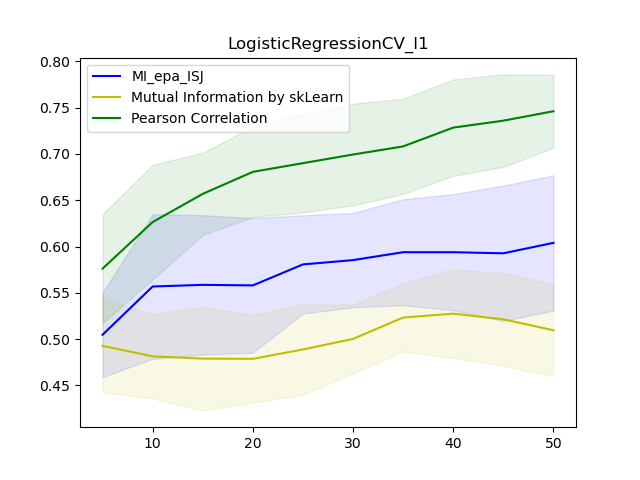 LogisticRegressionCV_l1
MI_epa_ISJ
Mutual Information by skLearn
Pearson Correlation
0.80
0.75
0.70
0.65
0.60
0.55
0.50
0.45
10 20 30 40 50